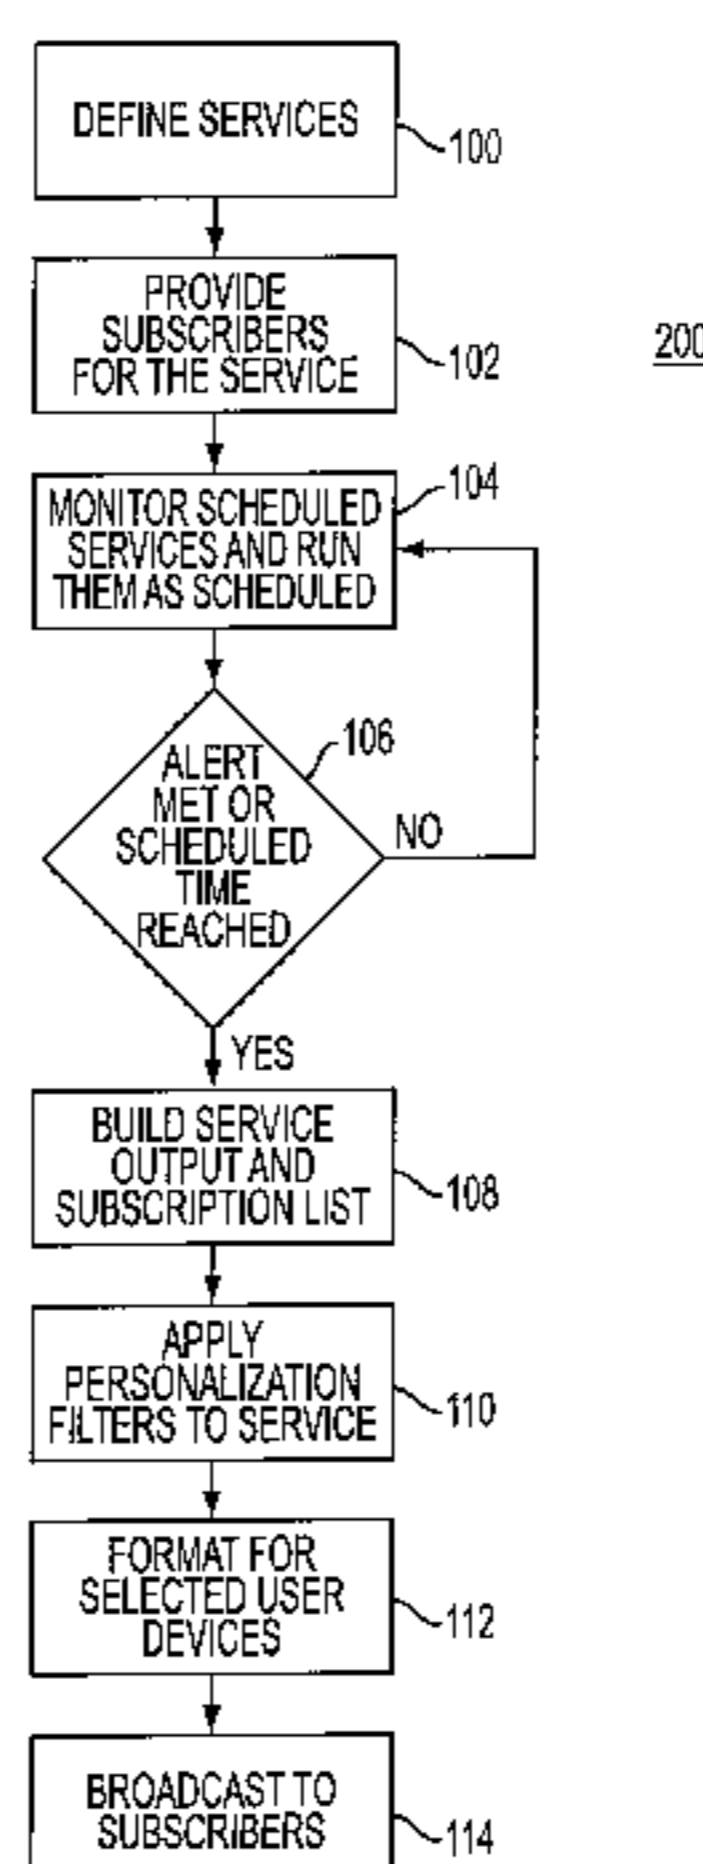 DEFINE SERVICES
100
PROVIDE
SUBSCRIBERS
FOR THE SERVICE
102
200
MONITOR SCHEDULED
SERVICES AND RUN
THEM AS SCHEDULED
104
ALERT
MET OR
SCHEDULED
TIME
REACHED
106
NO
YES
BUILD SERVICE
OUTPUT AND
SUBSCRIPTION LIST
108
APPLY
PERSONALIZATION
FILTERS TO SERVICE
110
FORMAT FOR
SELECTED USER
DEVICES
112
BROADCAST TO
SUBSCRIBERS
114